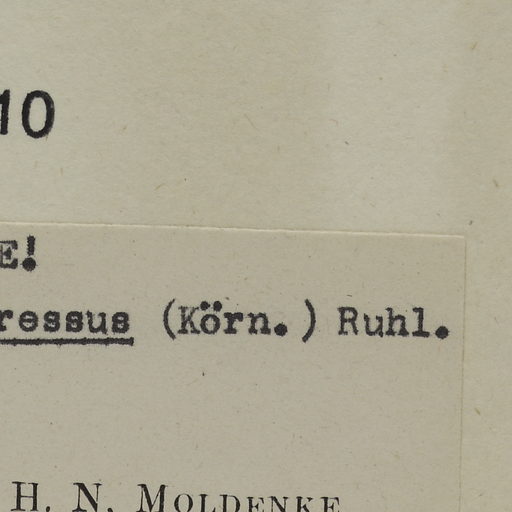 10
E!
ressus (Körn.) Ruhl.
H. N. MOLDENKE